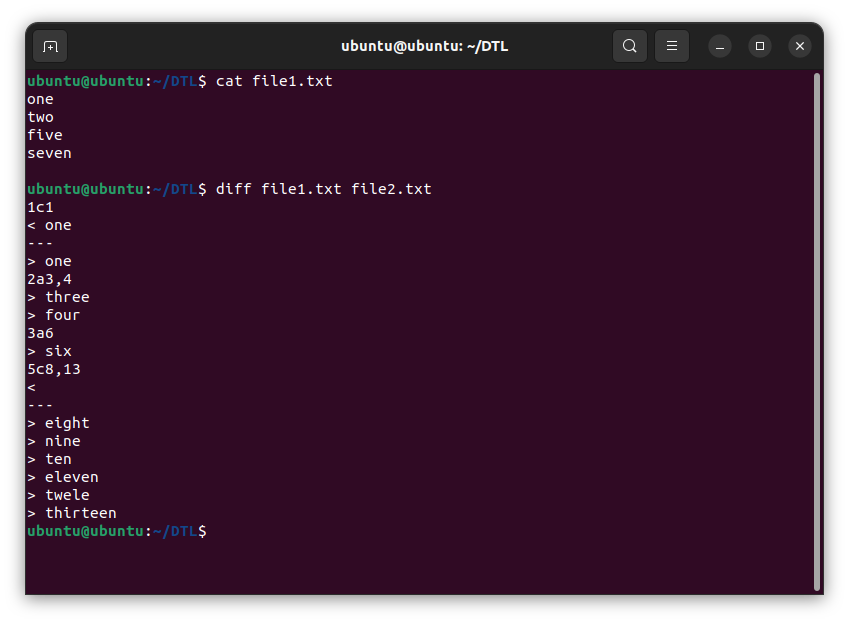 ubuntu@ubuntu: ~/DTL
ubuntu@ubuntu:~/DTL$ cat file1.txt
one
two
five
seven

ubuntu@ubuntu:~/DTL$ diff file1.txt file2.txt
1c1
< one
---
> one
2a3,4
> three
> four
3a6
> six
5c8,13
<
---
> eight
> nine
> ten
> eleven
> twele
> thirteen
ubuntu@ubuntu:~/DTL$